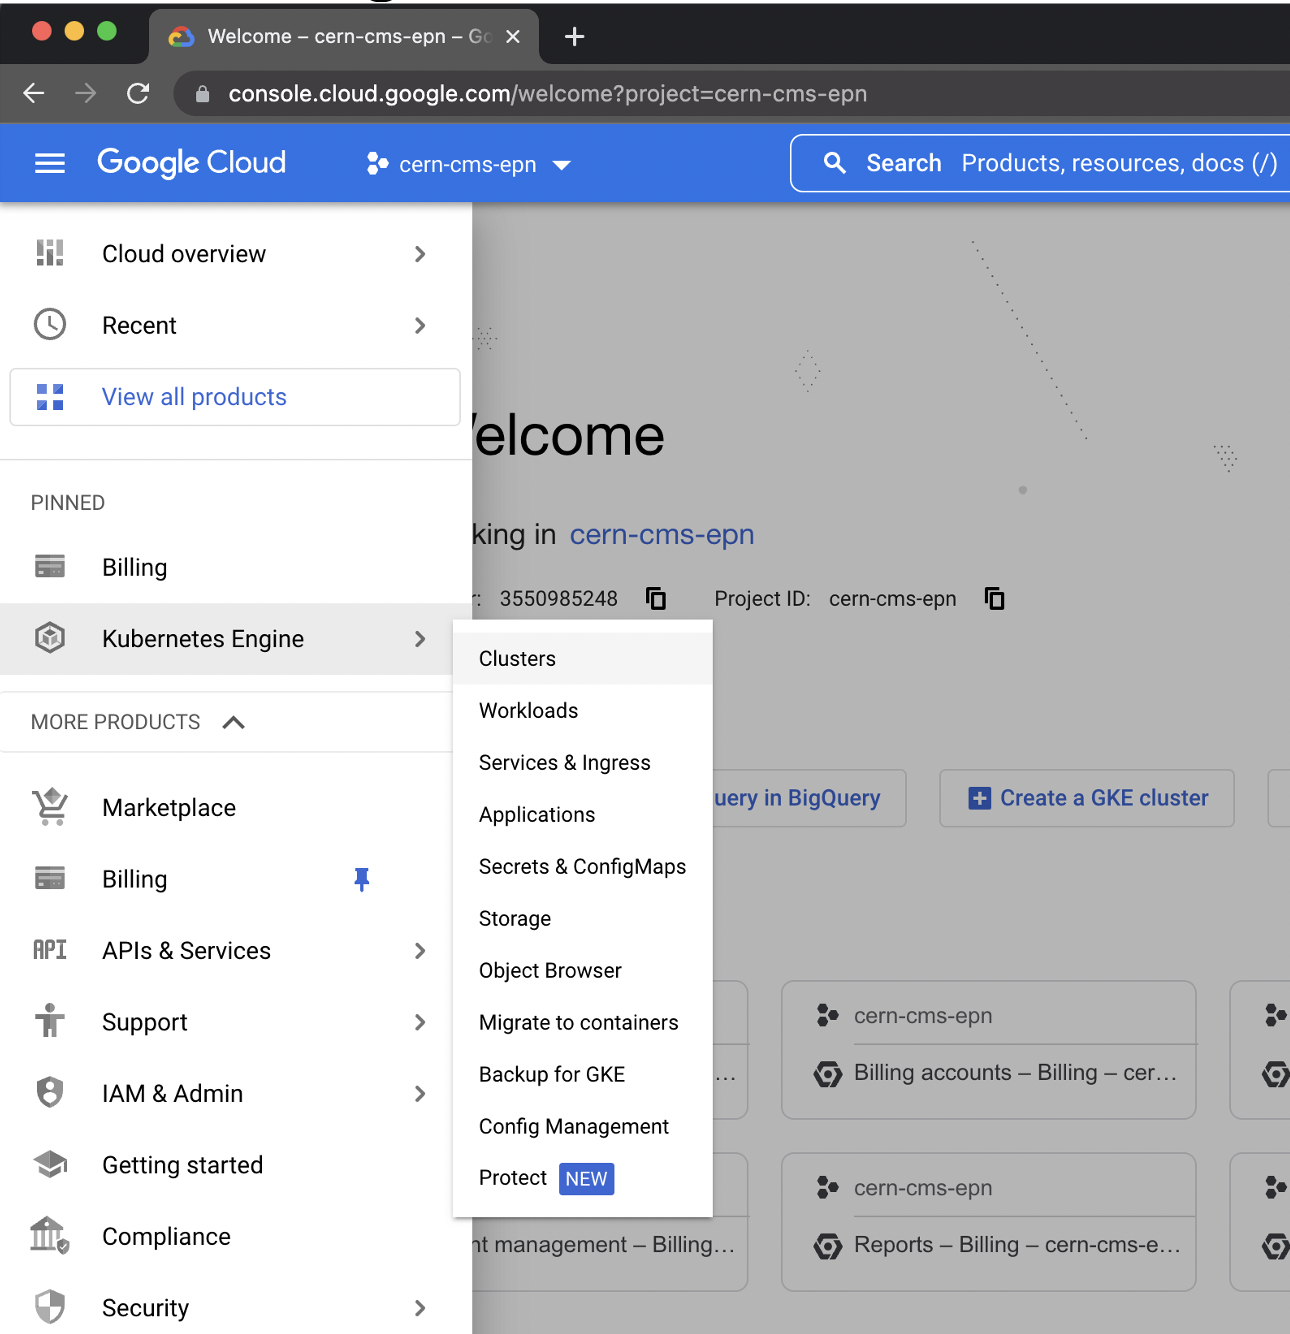 Welcome – cern-cms-epn – Go
console.cloud.google.com/welcome?project=cern-cms-epn
Google Cloud
cern-cms-epn
Search Products, resources, docs (/)
Cloud overview
Recent
View all products
PINNED
Billing
Kubernetes Engine
MORE PRODUCTS
Marketplace
Billing
API APIs & Services
Support
IAM & Admin
Getting started
Compliance
Security
Clusters
Workloads
Services & Ingress
Applications
Secrets & ConfigMaps
Storage
Object Browser
Migrate to containers
Backup for GKE
Config Management
Protect NEW
elcome
king in cern-cms-epn
r: 3550985248 Project ID: cern-cms-epn
uery in BigQuery
Create a GKE cluster
...
cern-cms-epn
Billing accounts – Billing – cer...
nt management – Billing...
cern-cms-epn
Reports – Billing – cern-cms-e...